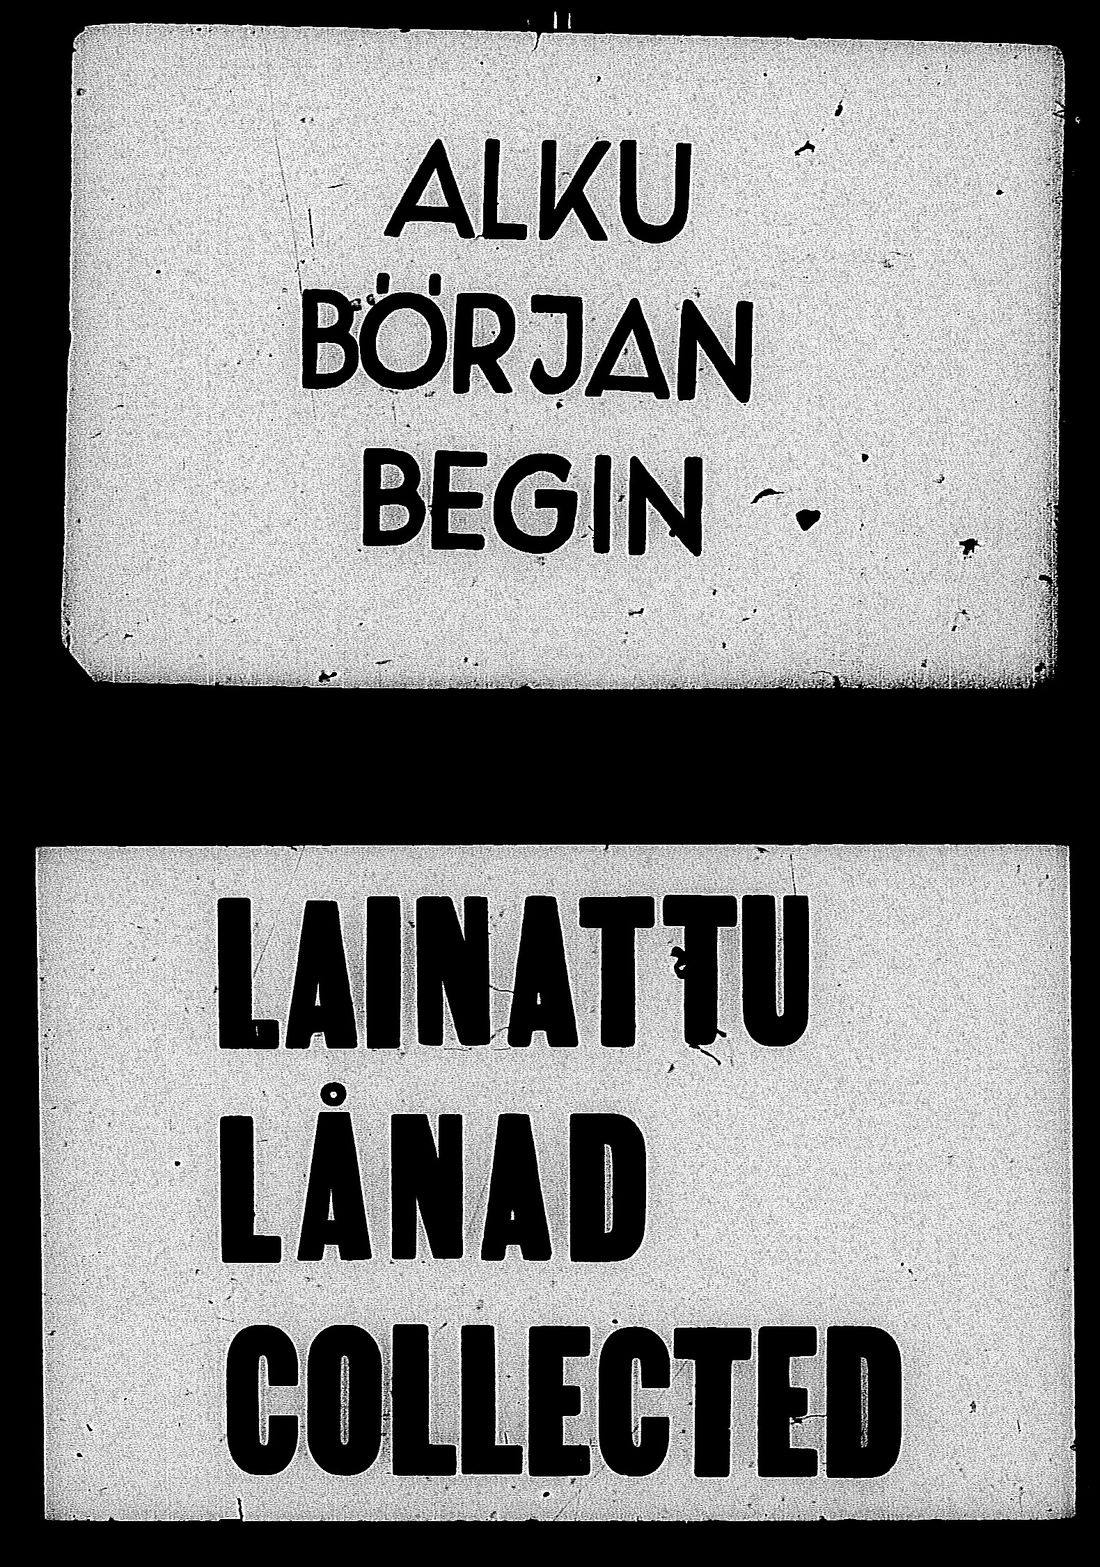 ALKU
BÖRJAN
BEGIN
LAINATTU
LÅNAD
COLLECTED